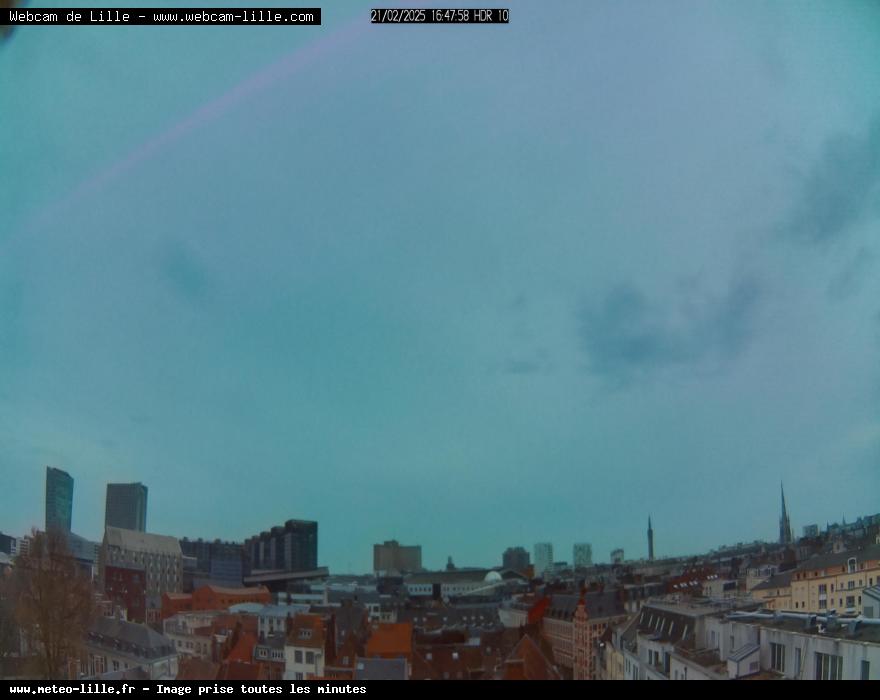 Webcam de Lille - www.webcam-lille.com
21/02/2025 16:47:58 HDR 10
www.meteo-lille.fr - Image prise toutes les minutes